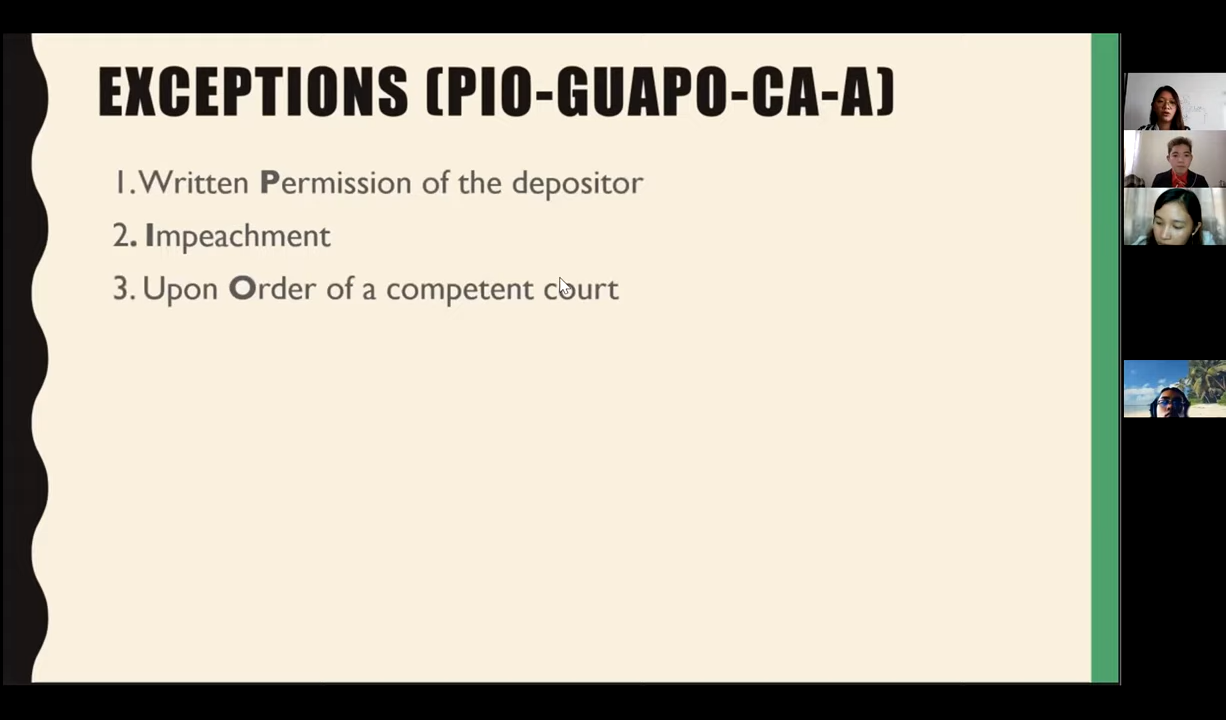 EXCEPTIONS (PIO-GUAPO-CA-A)
1. Written Permission of the depositor
2. Impeachment
3. Upon Order of a competent court